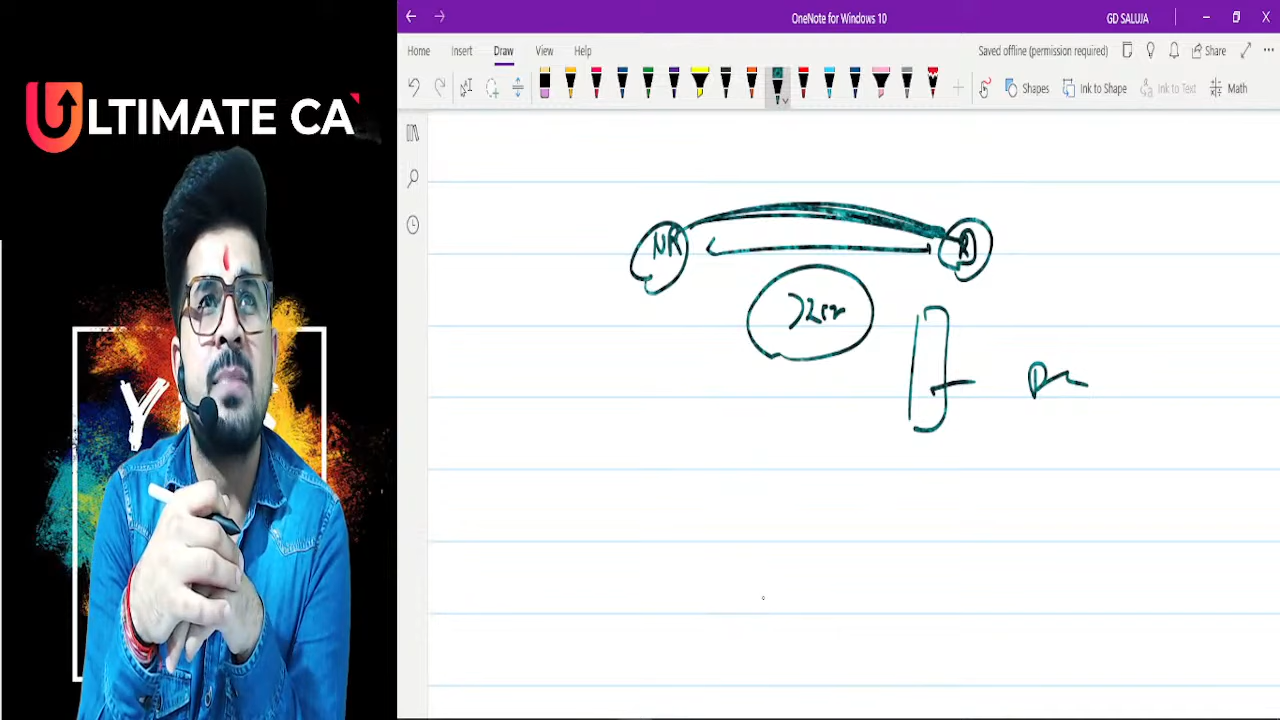 OneNote for Windows 10
GD SALUJA
ULTIMATE CA
Home Insert Draw View Help
Saved offline (permission required)
Share
Shapes
Ink to Shape
Ink to Text
Math
NR
R